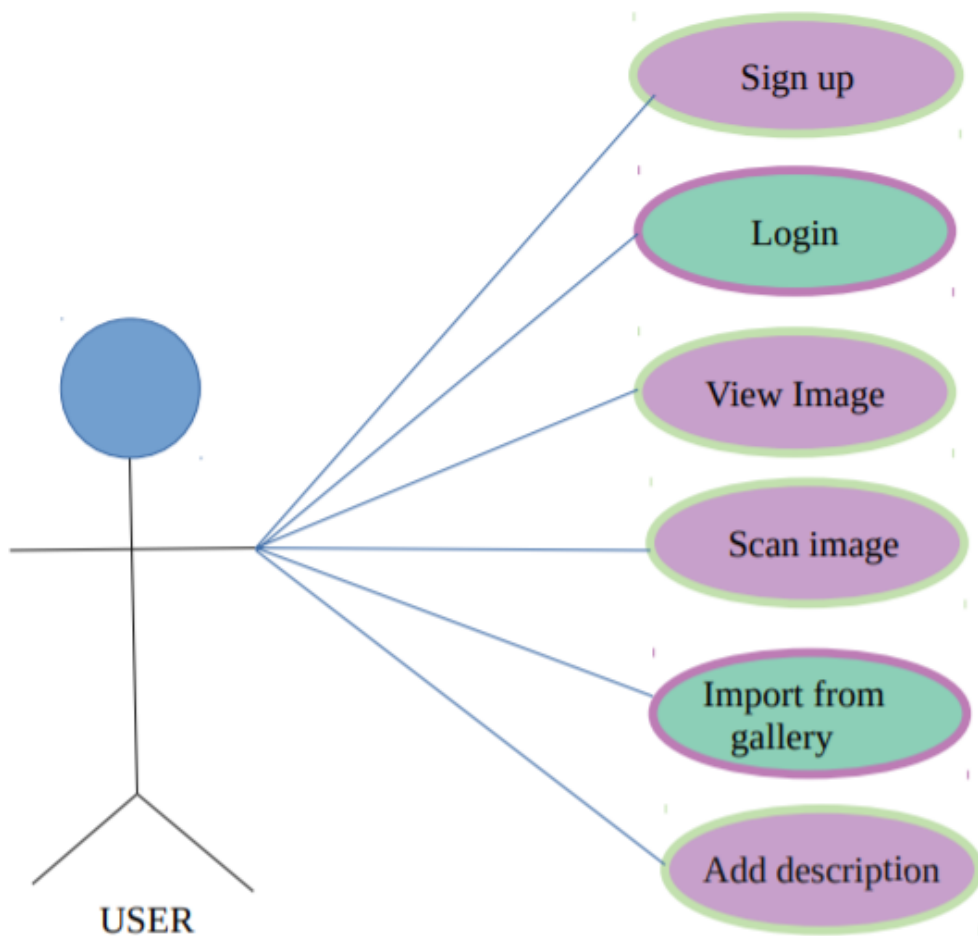 Sign up
Login
View Image
Scan image
Import from
gallery
Add description
USER